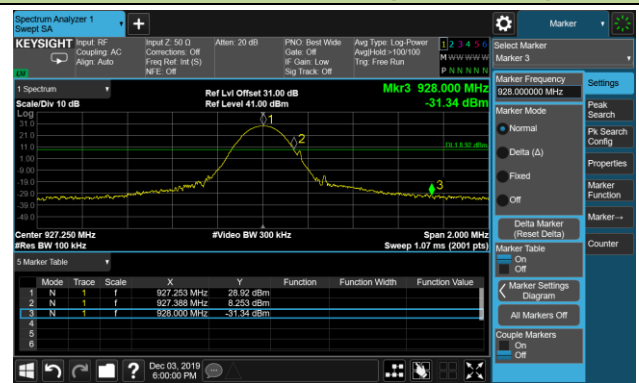 Spectrum Analyzer 1
Swept SA
Marker
KEYSIGHT
Input: RF
Coupling: AC
Align: Auto
Input Z: 50 Ω
Corrections: Off
Freq Ref: Int (S)
NFE: Off
Atten: 20 dB
PNO: Best Wide
Gate: Off
IF Gain: Low
Sig Track: Off
Avg Type: Log-Power
Avg|Hold:>100/100
Trig: Free Run
1 2 3 4 5 6
M W W W W W
P N N N N N
LXI
1 Spectrum
Scale/Div 10 dB
Log
Ref Lvl Offset 31.00 dB
Ref Level 41.00 dBm
Mkr3 928.000 MHz
-31.34 dBm
31.0
21.0
11.0
1.00
-9.00
-19.0
-29.0
-39.0
-49.0
1
2
3
DL1 8.92 dBm
Center 927.250 MHz
#Res BW 100 kHz
#Video BW 300 kHz
Span 2.000 MHz
Sweep 1.07 ms (2001 pts)
5 Marker Table
Mode Trace Scale X Y Function Function Width Function Value
1 N 1 f 927.253 MHz 28.92 dBm
2 N 1 f 927.388 MHz 8.253 dBm
3 N 1 f 928.000 MHz -31.34 dBm
4
5
6
Dec 03, 2019
6:00:00 PM
Select Marker
Marker 3
Marker Frequency
928.000000 MHz
Marker Mode
Normal
Delta (Δ)
Fixed
Off
Delta Marker
(Reset Delta)
Marker Table
On
Off
Marker Settings
Diagram
All Markers Off
Couple Markers
On
Off
Settings
Peak
Search
Pk Search
Config
Properties
Marker
Function
Marker→
Counter